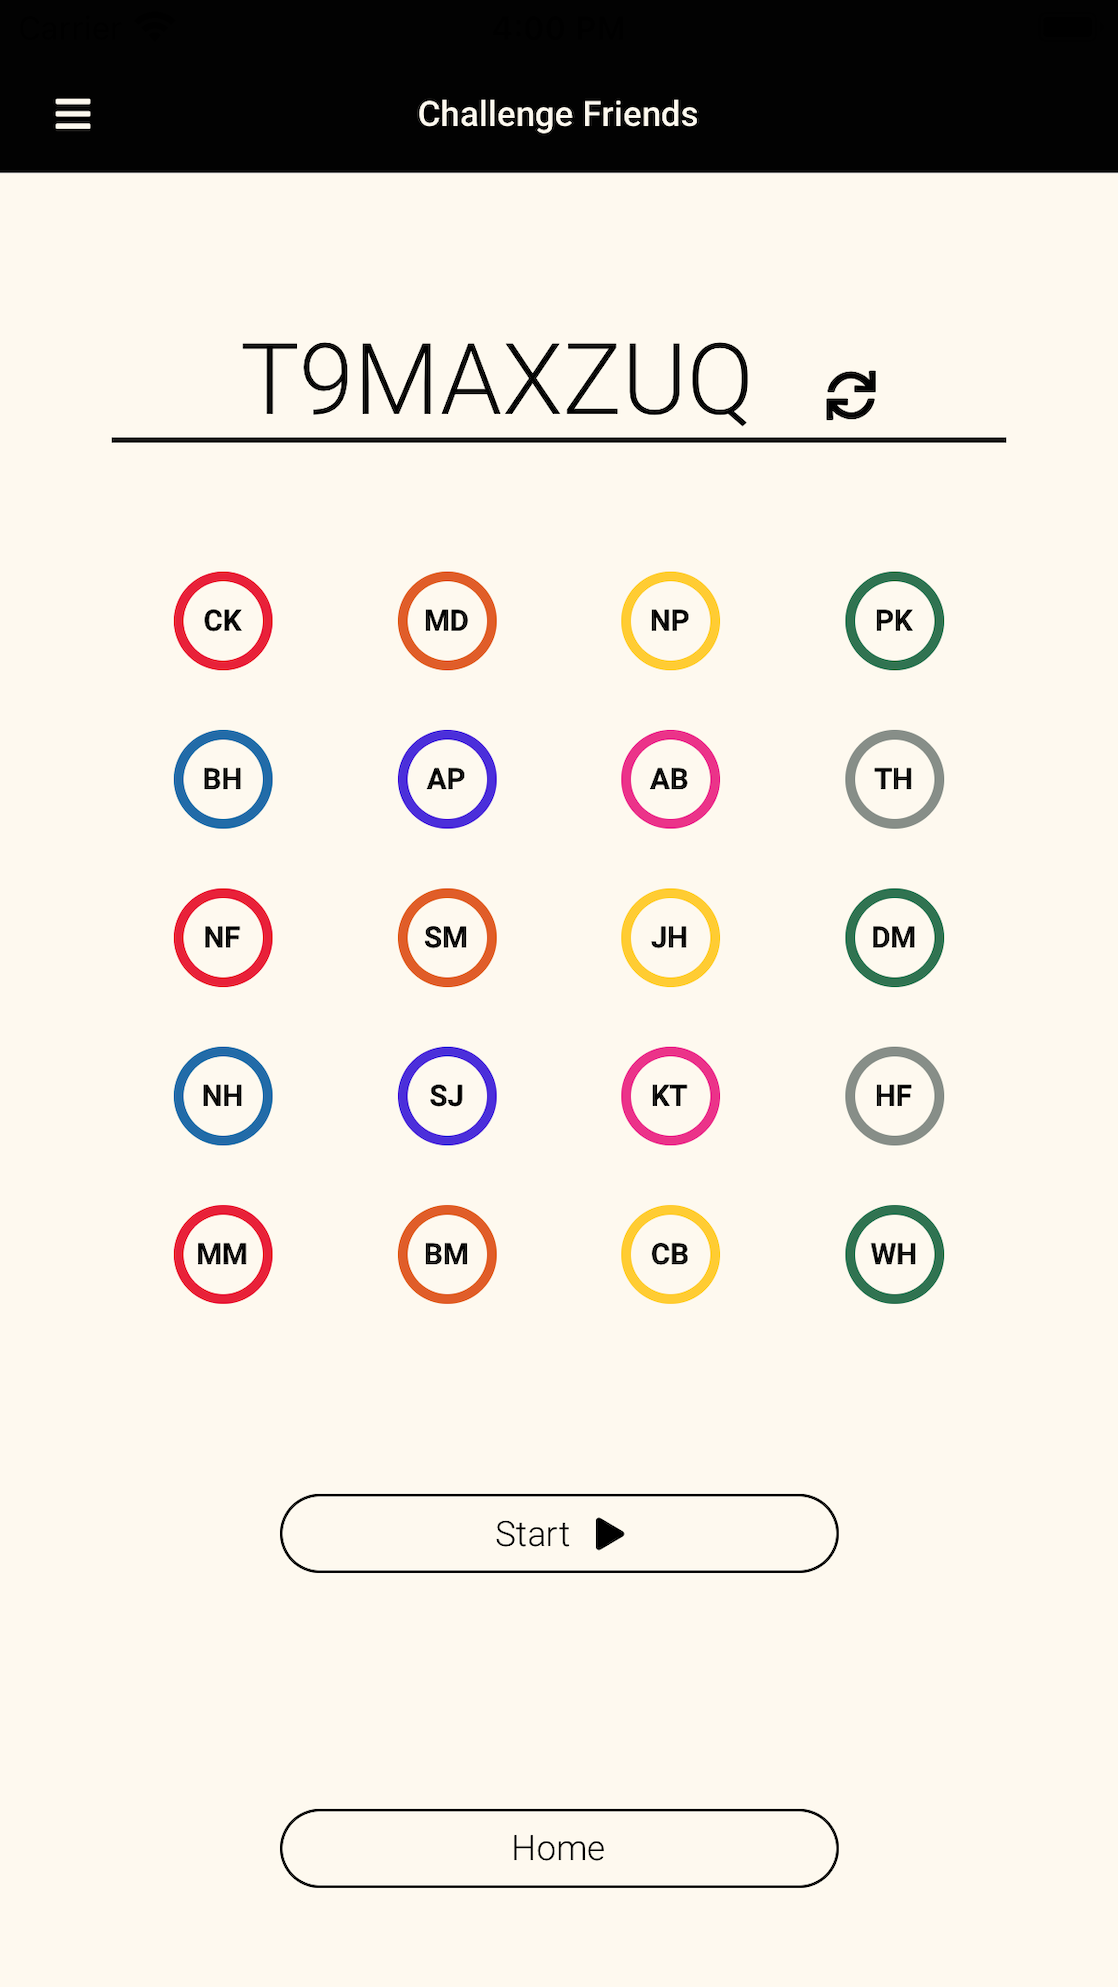 Challenge Friends
T9MAXZUQ
CK MD NP PK
BH AP AB TH
NF SM JH DM
NH SJ KT HF
MM BM CB WH
Start
Home